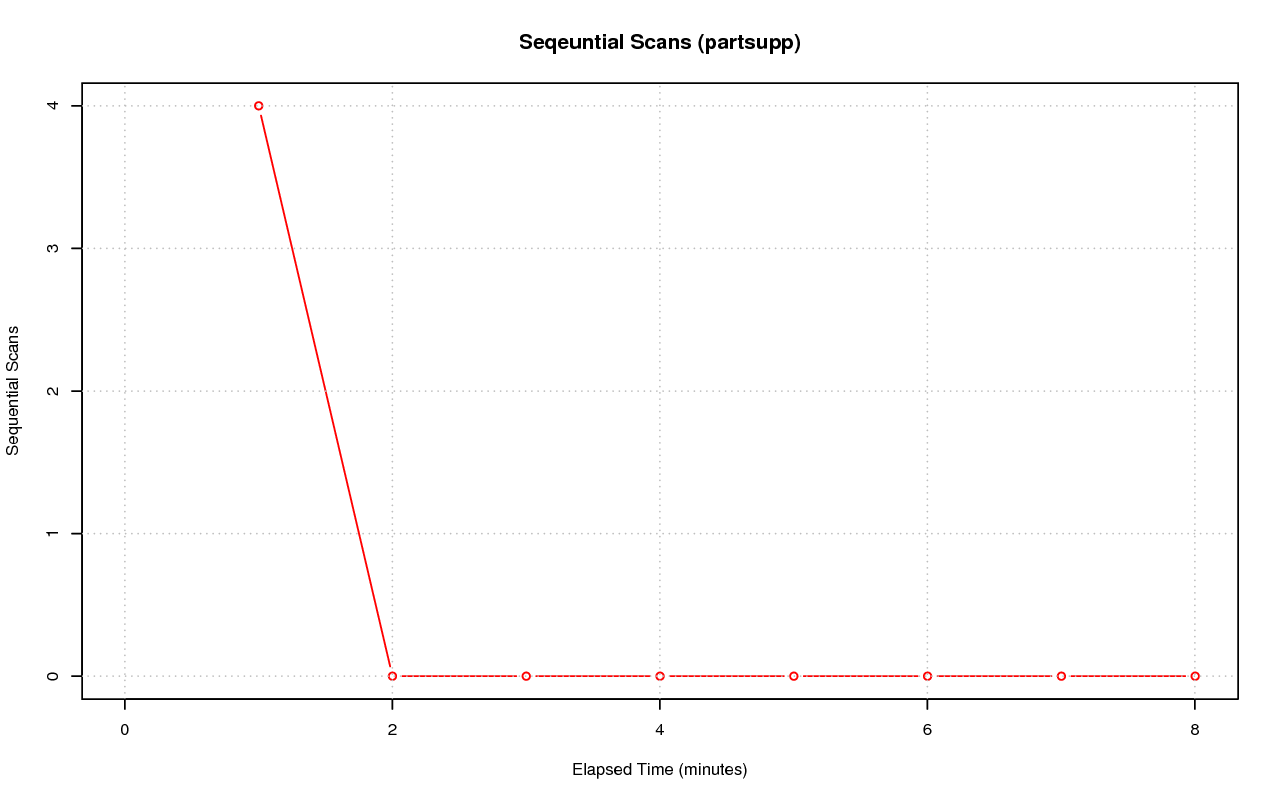 Seqeuntial Scans (partsupp)
4
3
2
1
0
Sequential Scans
0 2 4 6 8
Elapsed Time (minutes)